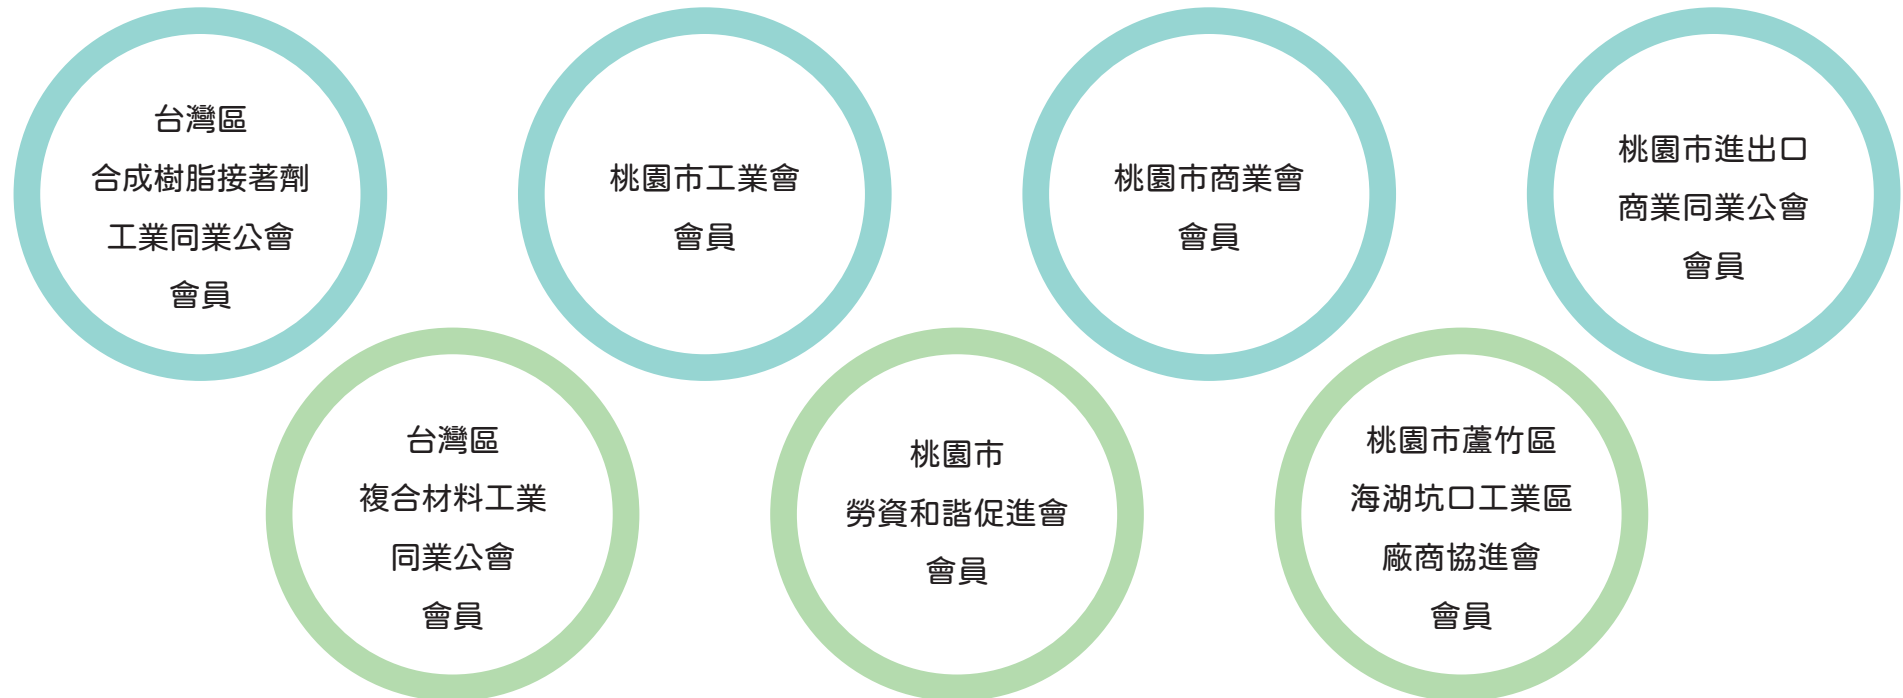 台灣區
合成樹脂接著劑
工業同業公會
會員
桃園市工業會
會員
桃園市商業會
會員
桃園市進出口
商業同業公會
會員
台灣區
複合材料工業
同業公會
會員
桃園市
勞資和諧促進會
會員
桃園市蘆竹區
海湖坑口工業區
廠商協進會
會員